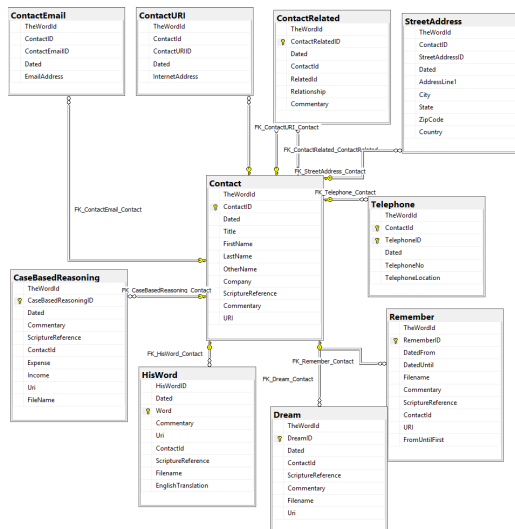 ContactEmail
TheWordId
ContactID
ContactEmailID
Dated
EmailAddress
ContactURI
TheWordId
ContactId
ContactURIID
Dated
InternetAddress
ContactRelated
TheWordId
ContactRelatedID
Dated
ContactId
RelatedId
Relationship
Commentary
StreetAddress
TheWordId
ContactID
StreetAddressID
Dated
AddressLine1
City
State
ZipCode
Country
FK_ContactURI_Contact
FK_ContactRelated_ContactRelated
FK_StreetAddress_Contact
FK_Telephone_Contact
FK_ContactEmail_Contact
Contact
TheWordId
ContactID
Dated
Title
FirstName
LastName
OtherName
Company
ScriptureReference
Commentary
URI
Telephone
TheWordId
ContactId
TelephoneID
Dated
TelephoneNo
TelephoneLocation
CaseBasedReasoning
TheWordId
CaseBasedReasoningID
Dated
Commentary
ScriptureReference
ContactId
Expense
Income
Uri
FileName
FK_CaseBasedReasoning_Contact
FK_HisWord_Contact
FK_Remember_Contact
FK_Dream_Contact
HisWord
HisWordID
Dated
Word
Commentary
Uri
ContactId
ScriptureReference
Filename
EnglishTranslation
Dream
TheWordId
DreamID
Dated
ContactId
ScriptureReference
Commentary
Filename
Uri
Remember
TheWordId
RememberID
DatedFrom
DatedUntil
Filename
Commentary
ScriptureReference
ContactId
URI
FromUntilFirst